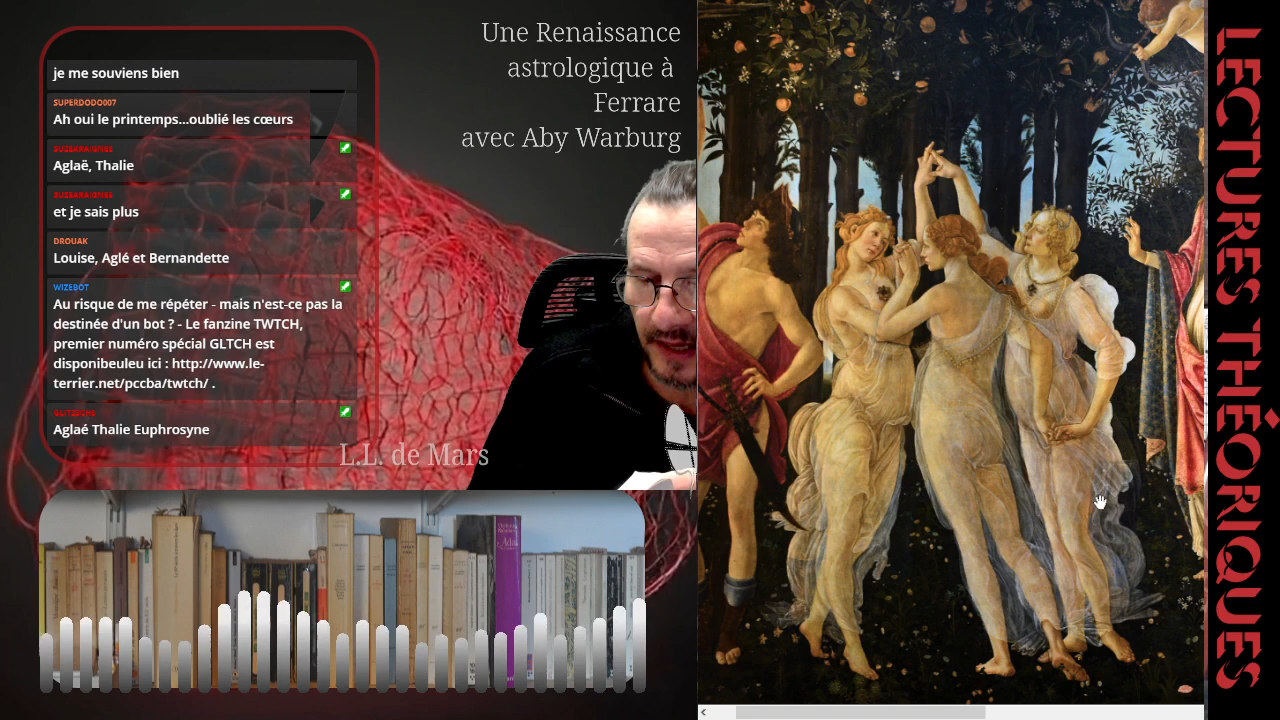 je me souviens bien
SUPERDODO007
Ah oui le printemps...oublié les cœurs
Aglaë, Thalie
et je sais plus
DROUAK
Louise, Aglé et Bernandette
WIZEBOT
Au risque de me répéter - mais n'est-ce pas la
destinée d'un bot ? - Le fanzine TWTCH,
premier numéro spécial GLTCH est
disponibeuleu ici : http://www.le-
terrier.net/pccba/twtch/ .
Aglaé Thalie Euphrosyne
Une Renaissance
astrologique à
Ferrare
avec Aby Warburg
L.L. de Mars
LECTURES THÉORIQUES